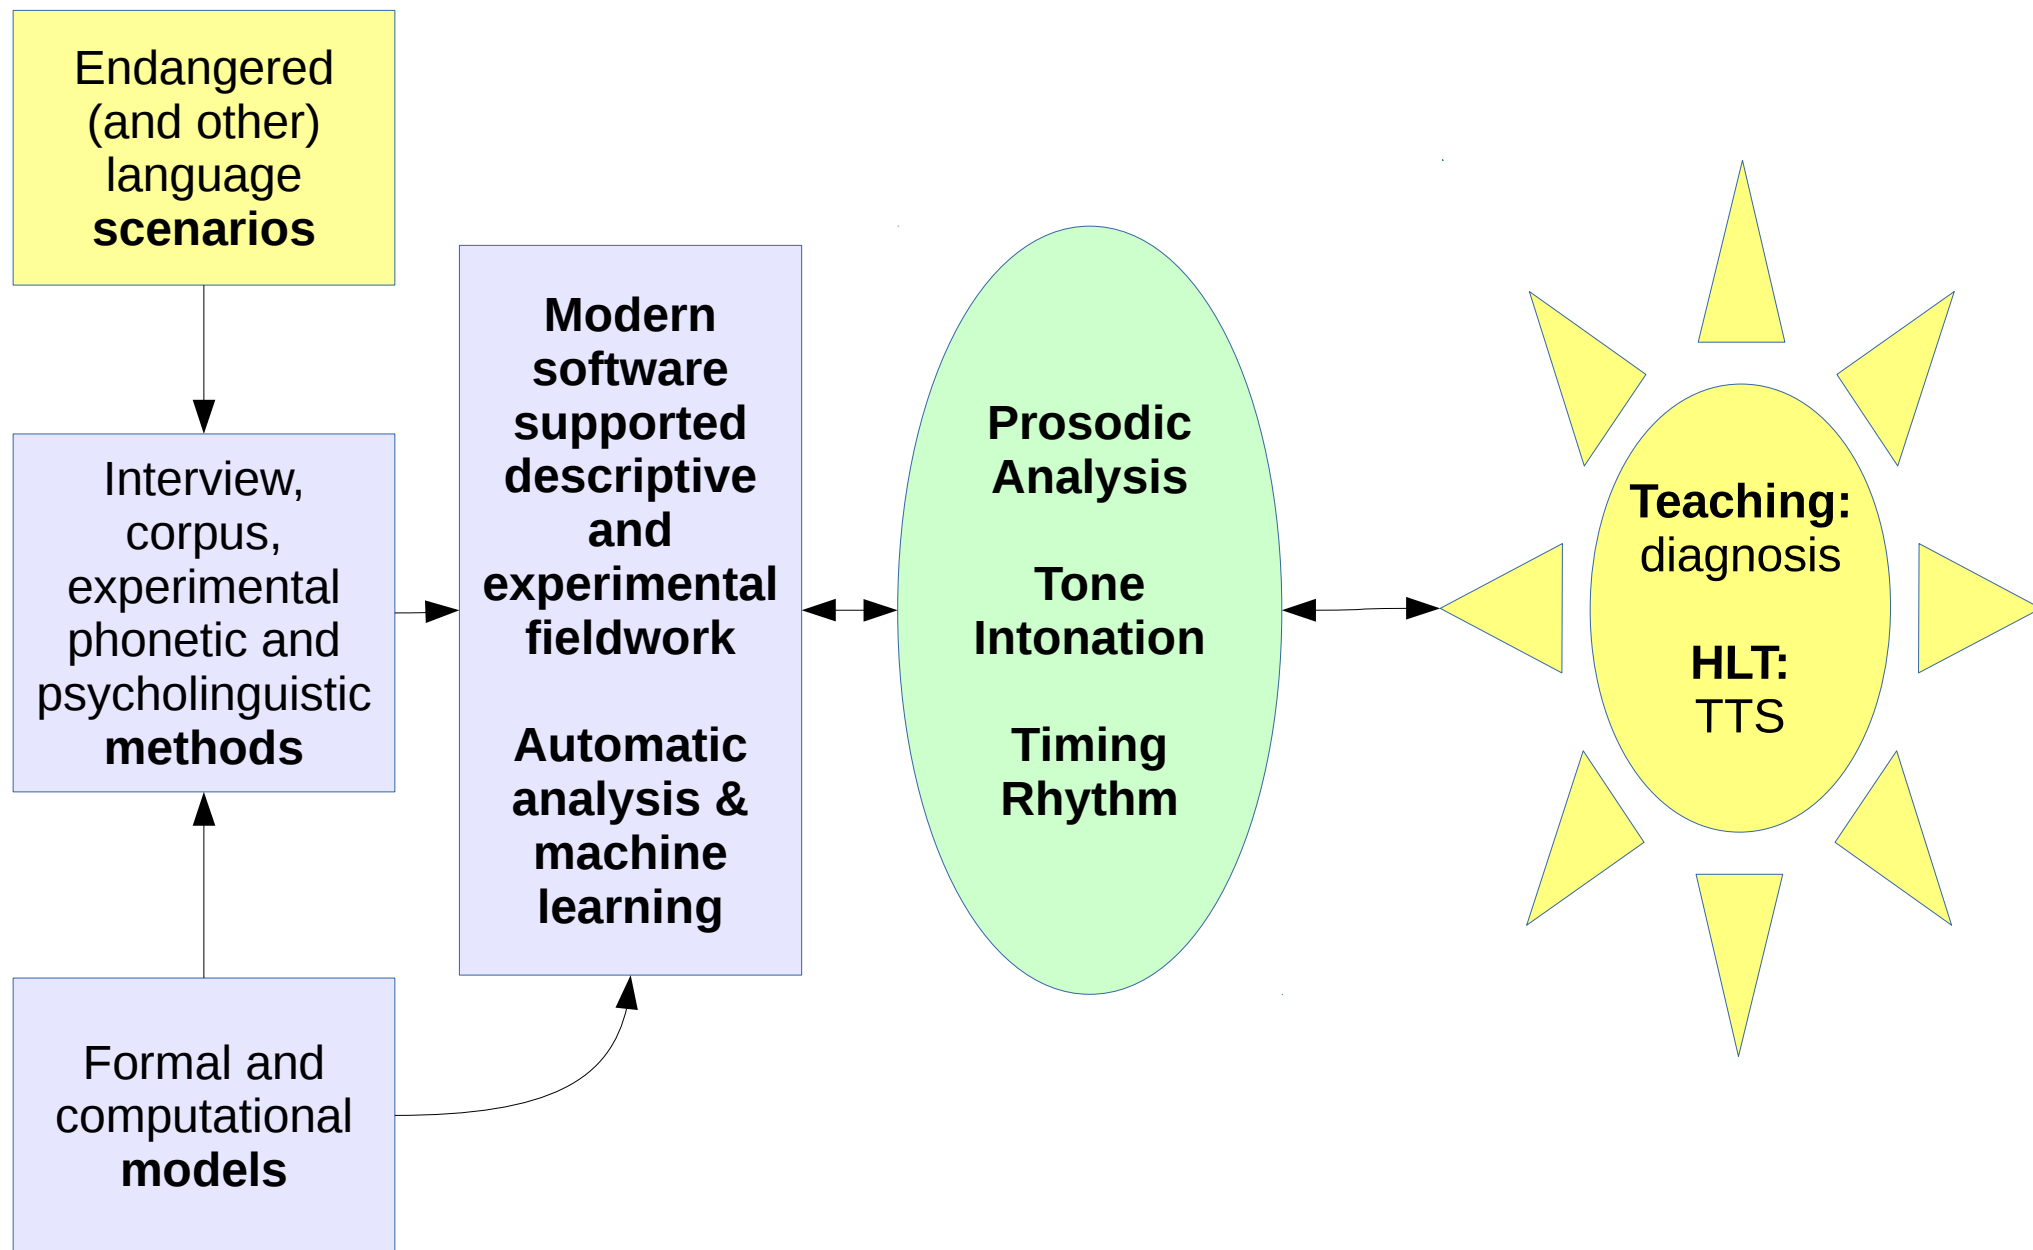 Endangered
(and other)
language
scenarios
Interview,
corpus,
experimental
phonetic and
psycholinguistic
methods
Formal and
computational
models
Modern
software
supported
descriptive
and
experimental
fieldwork
Automatic
analysis &
machine
learning
Prosodic
Analysis
Tone
Intonation
Timing
Rhythm
Teaching:
diagnosis
HLT:
TTS